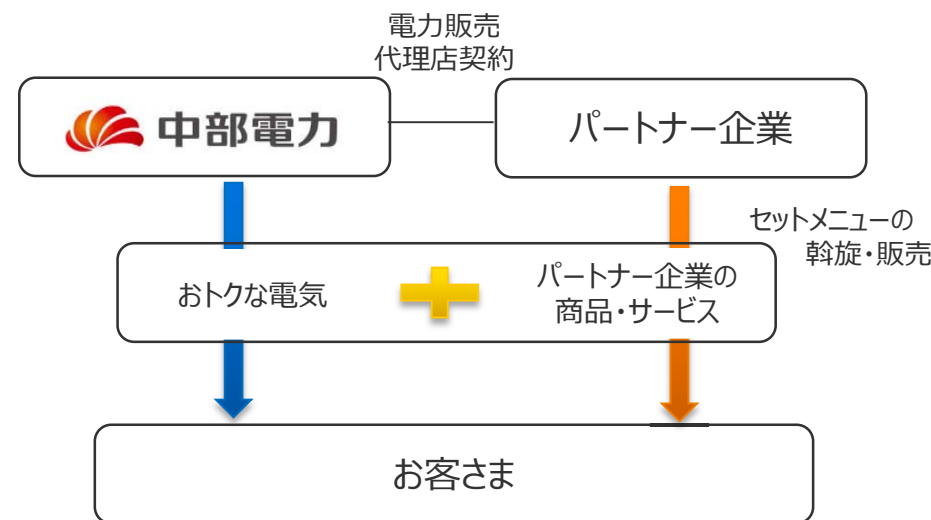 電力販売
代理店契約
中部電力
パートナー企業
セットメニューの
斡旋・販売
おトクな電気
パートナー企業の
商品・サービス
お客さま